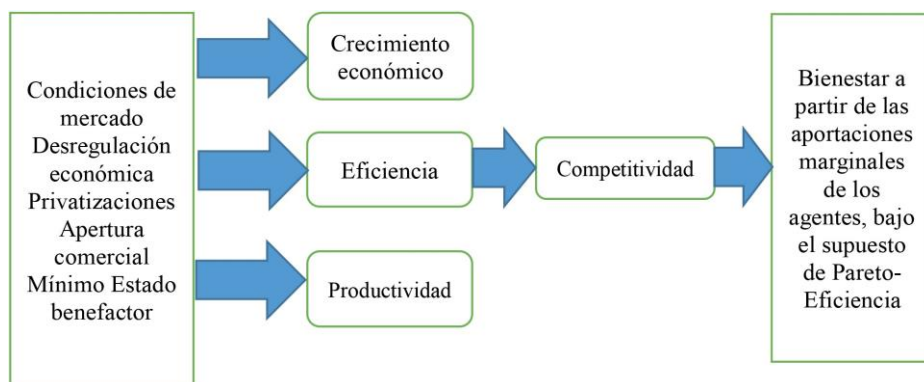 Condiciones de
mercado
Desregulación
económica
Privatizaciones
Apertura
comercial
Mínimo Estado
benefactor
Crecimiento
económico
Eficiencia
Productividad
Competitividad
Bienestar a
partir de las
aportaciones
marginales
de los
agentes, bajo
el supuesto
de Pareto-
Eficiencia